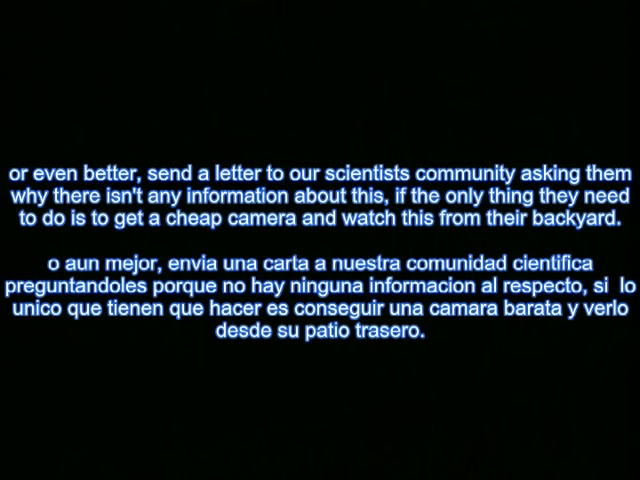 or even better, send a letter to our scientists community asking them
why there isn't any information about this, if the only thing they need
to do is to get a cheap camera and watch this from their backyard.
o aun mejor, envia una carta a nuestra comunidad cientifica
preguntandoles porque no hay ninguna informacion al respecto, si  lo
unico que tienen que hacer es conseguir una camara barata y verlo
desde su patio trasero.